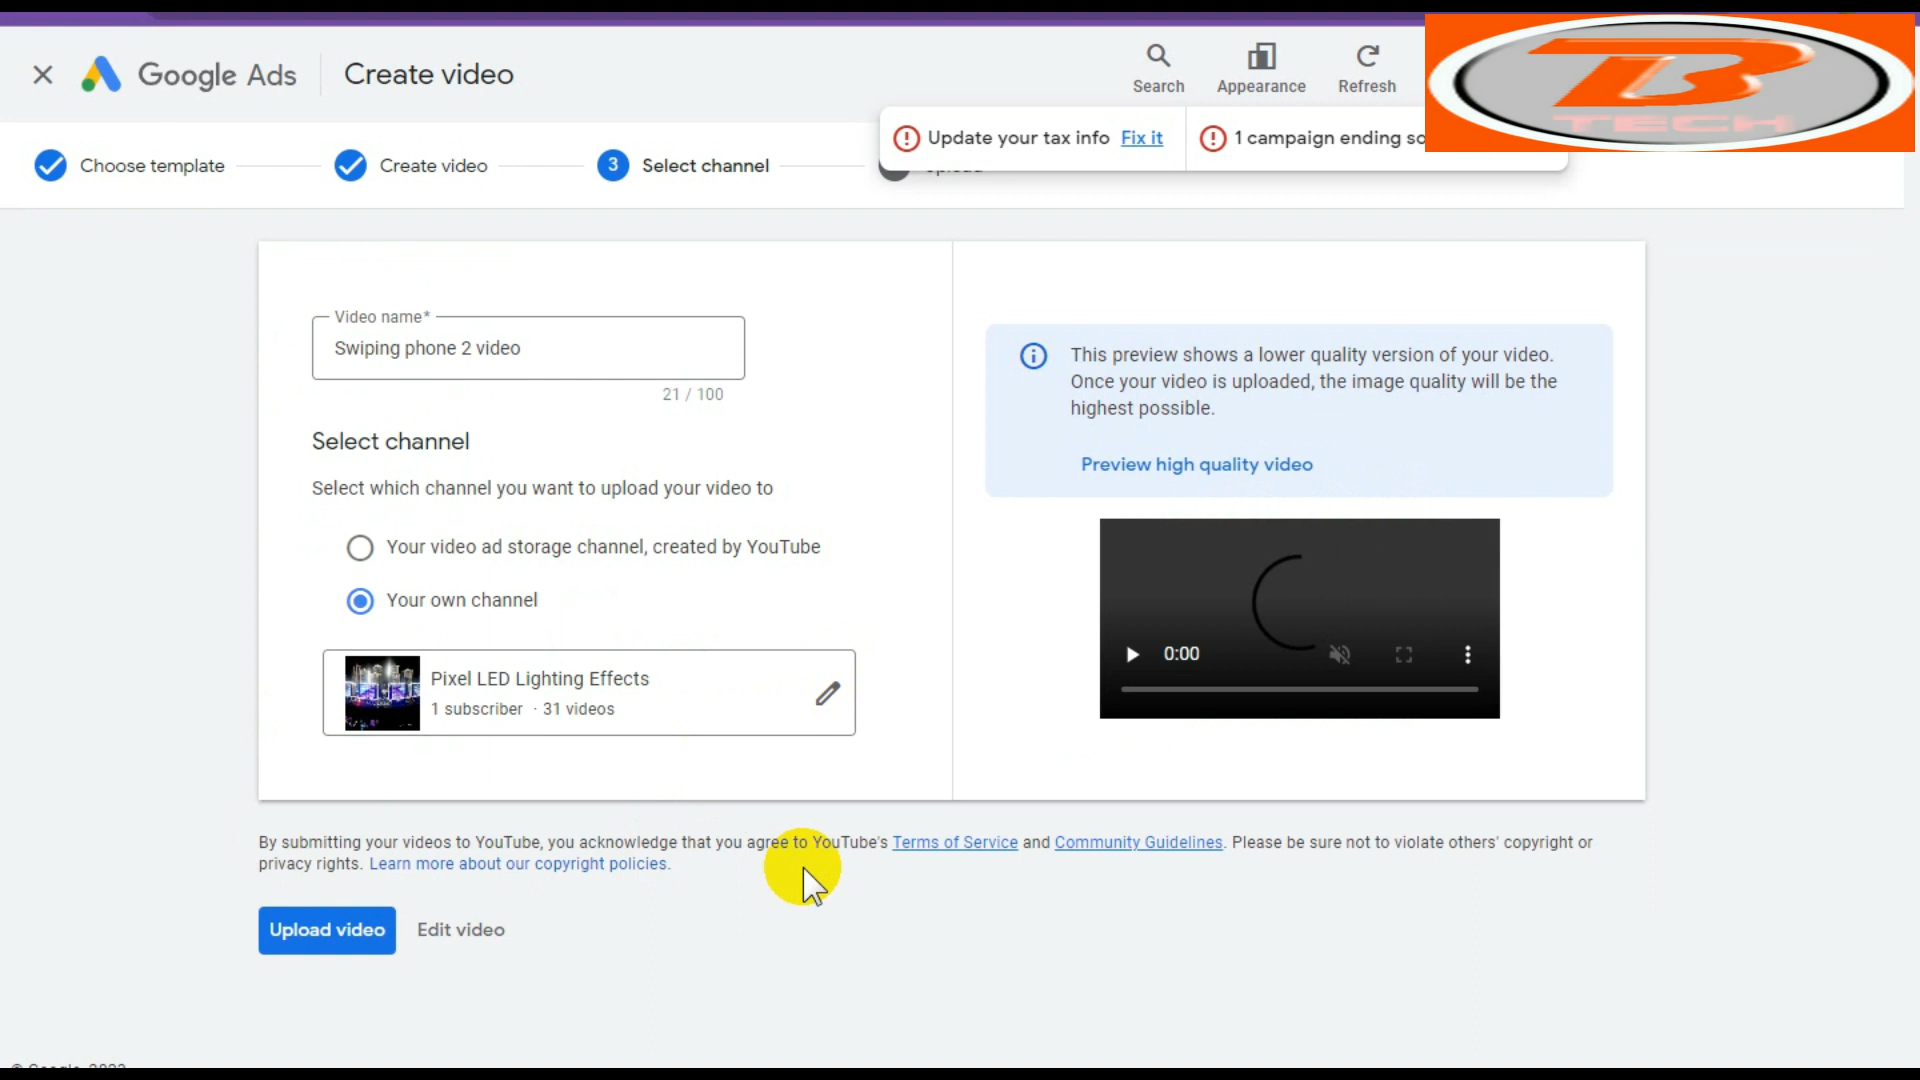 Google Ads
Create video
Search
Appearance
Refresh
B
TECH
Update your tax info Fix it
1 campaign ending so
Choose template
Create video
3 Select channel
Video name*
Swiping phone 2 video
21 / 100
This preview shows a lower quality version of your video.
Once your video is uploaded, the image quality will be the
highest possible.
Preview high quality video
Select channel
Select which channel you want to upload your video to
Your video ad storage channel, created by YouTube
Your own channel
Pixel LED Lighting Effects
1 subscriber · 31 videos
0:00
By submitting your videos to YouTube, you acknowledge that you agree to YouTube's Terms of Service and Community Guidelines. Please be sure not to violate others' copyright or
privacy rights. Learn more about our copyright policies.
Upload video
Edit video